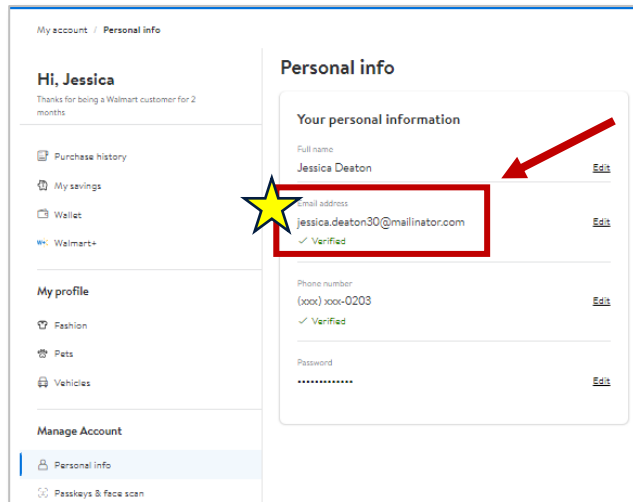 My account / Personal info
Hi, Jessica
Thanks for being a Walmart customer for 2
months
Purchase history
My savings
Wallet
W+ Walmart+
My profile
Fashion
Pets
Vehicles
Manage Account
Personal info
Passkeys & face scan
Personal info
Your personal information
Full name
Jessica Deaton Edit
Email address
jessica.deaton30@mailinator.com Edit
✓ Verified
Phone number
(xxx) xxx-0203 Edit
✓ Verified
Password
••••••••••••• Edit